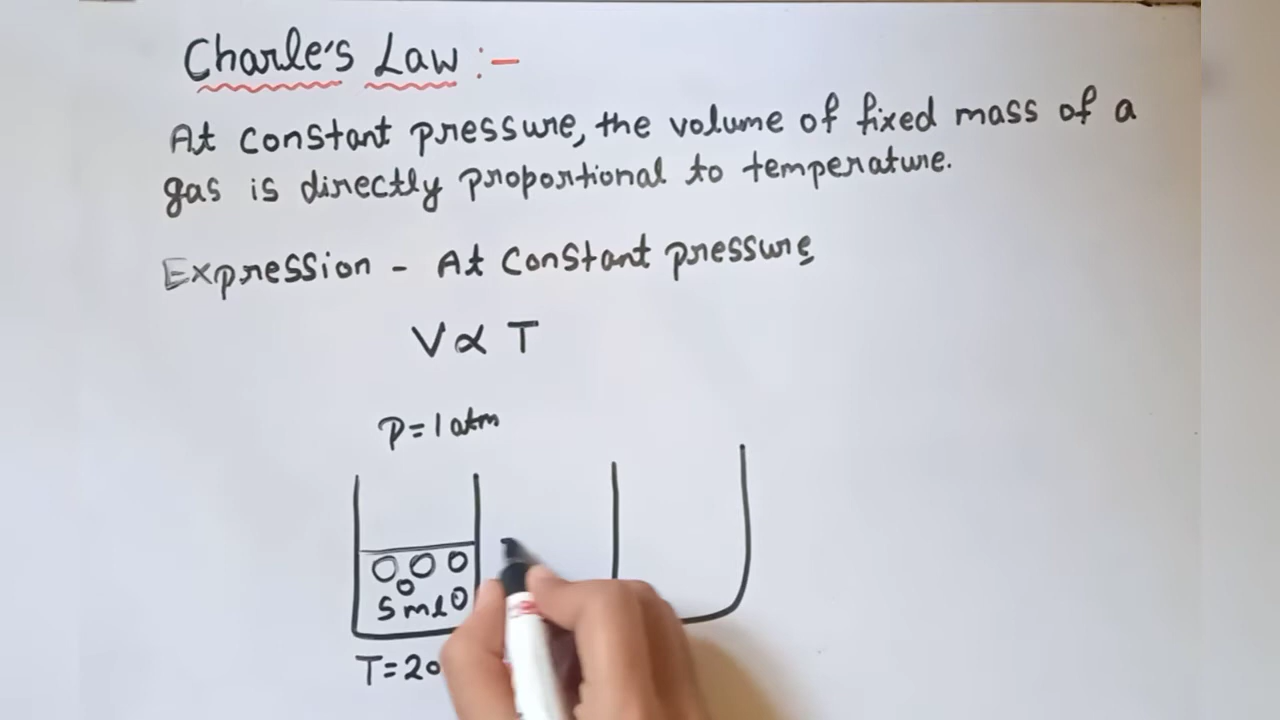 Charle's Law :-
At constant pressure, the volume of fixed mass of a
gas is directly proportional to temperature.
Expression - At constant pressure
V ∝ T
P = 1 atm
5 ml
T = 20